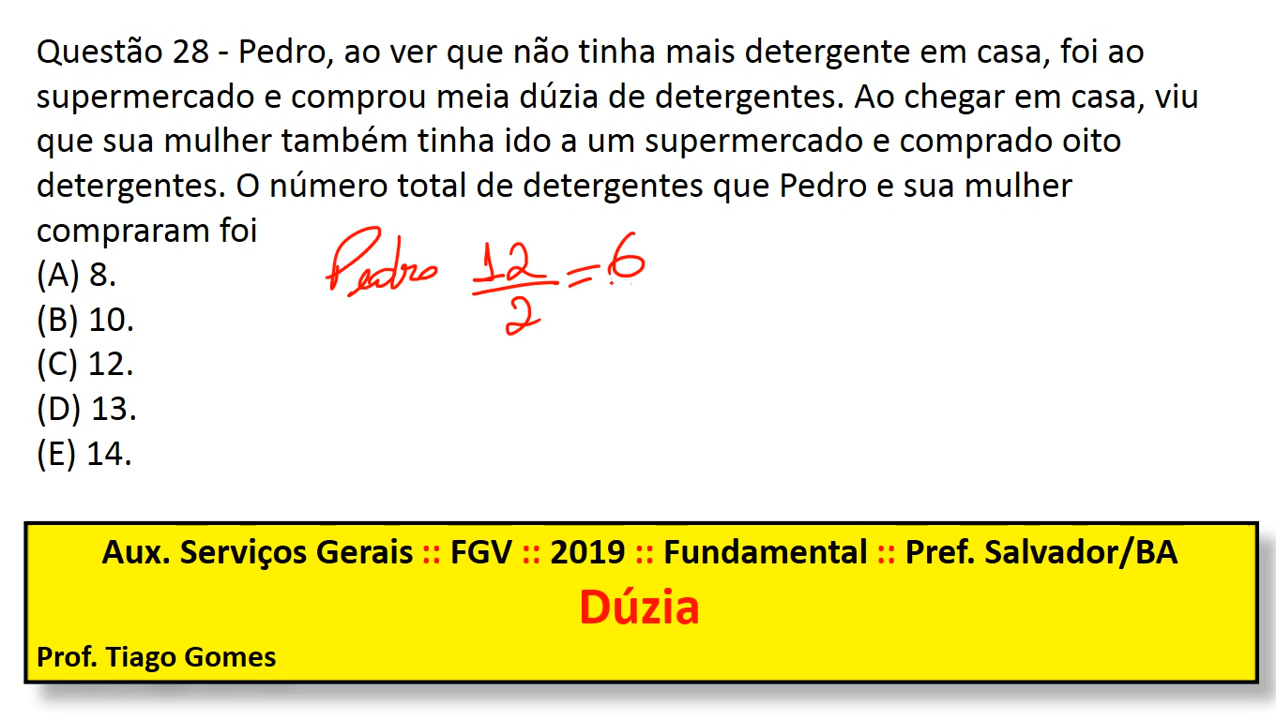 Questão 28 - Pedro, ao ver que não tinha mais detergente em casa, foi ao
supermercado e comprou meia dúzia de detergentes. Ao chegar em casa, viu
que sua mulher também tinha ido a um supermercado e comprado oito
detergentes. O número total de detergentes que Pedro e sua mulher
compraram foi
(A) 8.
Pedro 12/2 = 6
(B) 10.
(C) 12.
(D) 13.
(E) 14.
Aux. Serviços Gerais :: FGV :: 2019 :: Fundamental :: Pref. Salvador/BA
Dúzia
Prof. Tiago Gomes